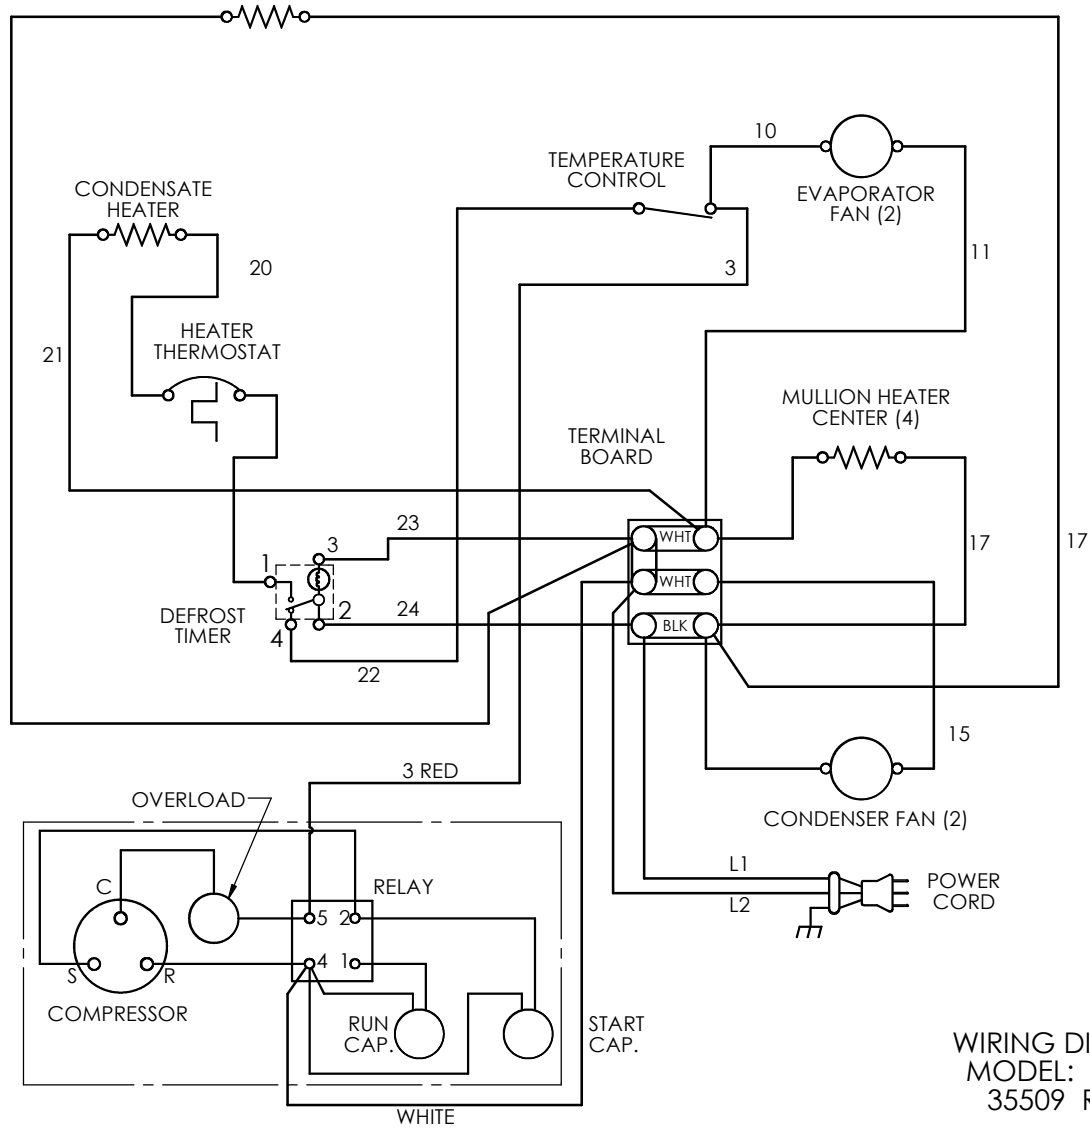 10
TEMPERATURE
CONTROL
EVAPORATOR
FAN (2)
CONDENSATE
HEATER
20
3
11
HEATER
THERMOSTAT
21
MULLION HEATER
CENTER (4)
TERMINAL
BOARD
23
WHT
17
17
1
3
WHT
DEFROST
TIMER
4
2
24
BLK
22
15
3 RED
OVERLOAD
CONDENSER FAN (2)
L1
L2
POWER
CORD
C
RELAY
5
2
S
R
4
1
COMPRESSOR
RUN
CAP.
START
CAP.
WHITE
WIRING DI
MODEL:
35509 R